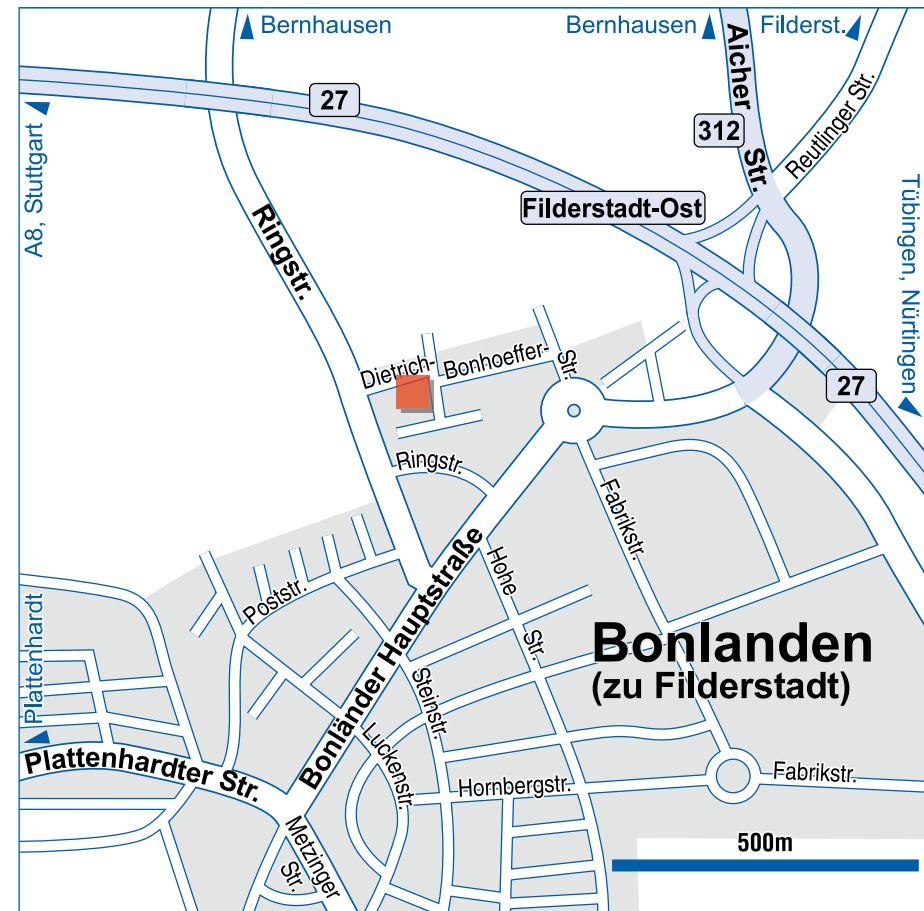 Bernhausen
Bernhausen
Filderst.
27
Aicher Str.
312
Reutlinger Str.
A8, Stuttgart
Filderstadt-Ost
Tübingen, Nürtingen
Ringstr.
Dietrich-
Bonhoeffer-
Str.
27
Ringstr.
Fabrikstr.
Bonländer Hauptstraße
Hohe Str.
Poststr.
Bonlanden
(zu Filderstadt)
Plattenhardt
Steinstr.
Luckenstr.
Plattenhardter Str.
Hornbergstr.
Fabrikstr.
Metzinger Str.
500m